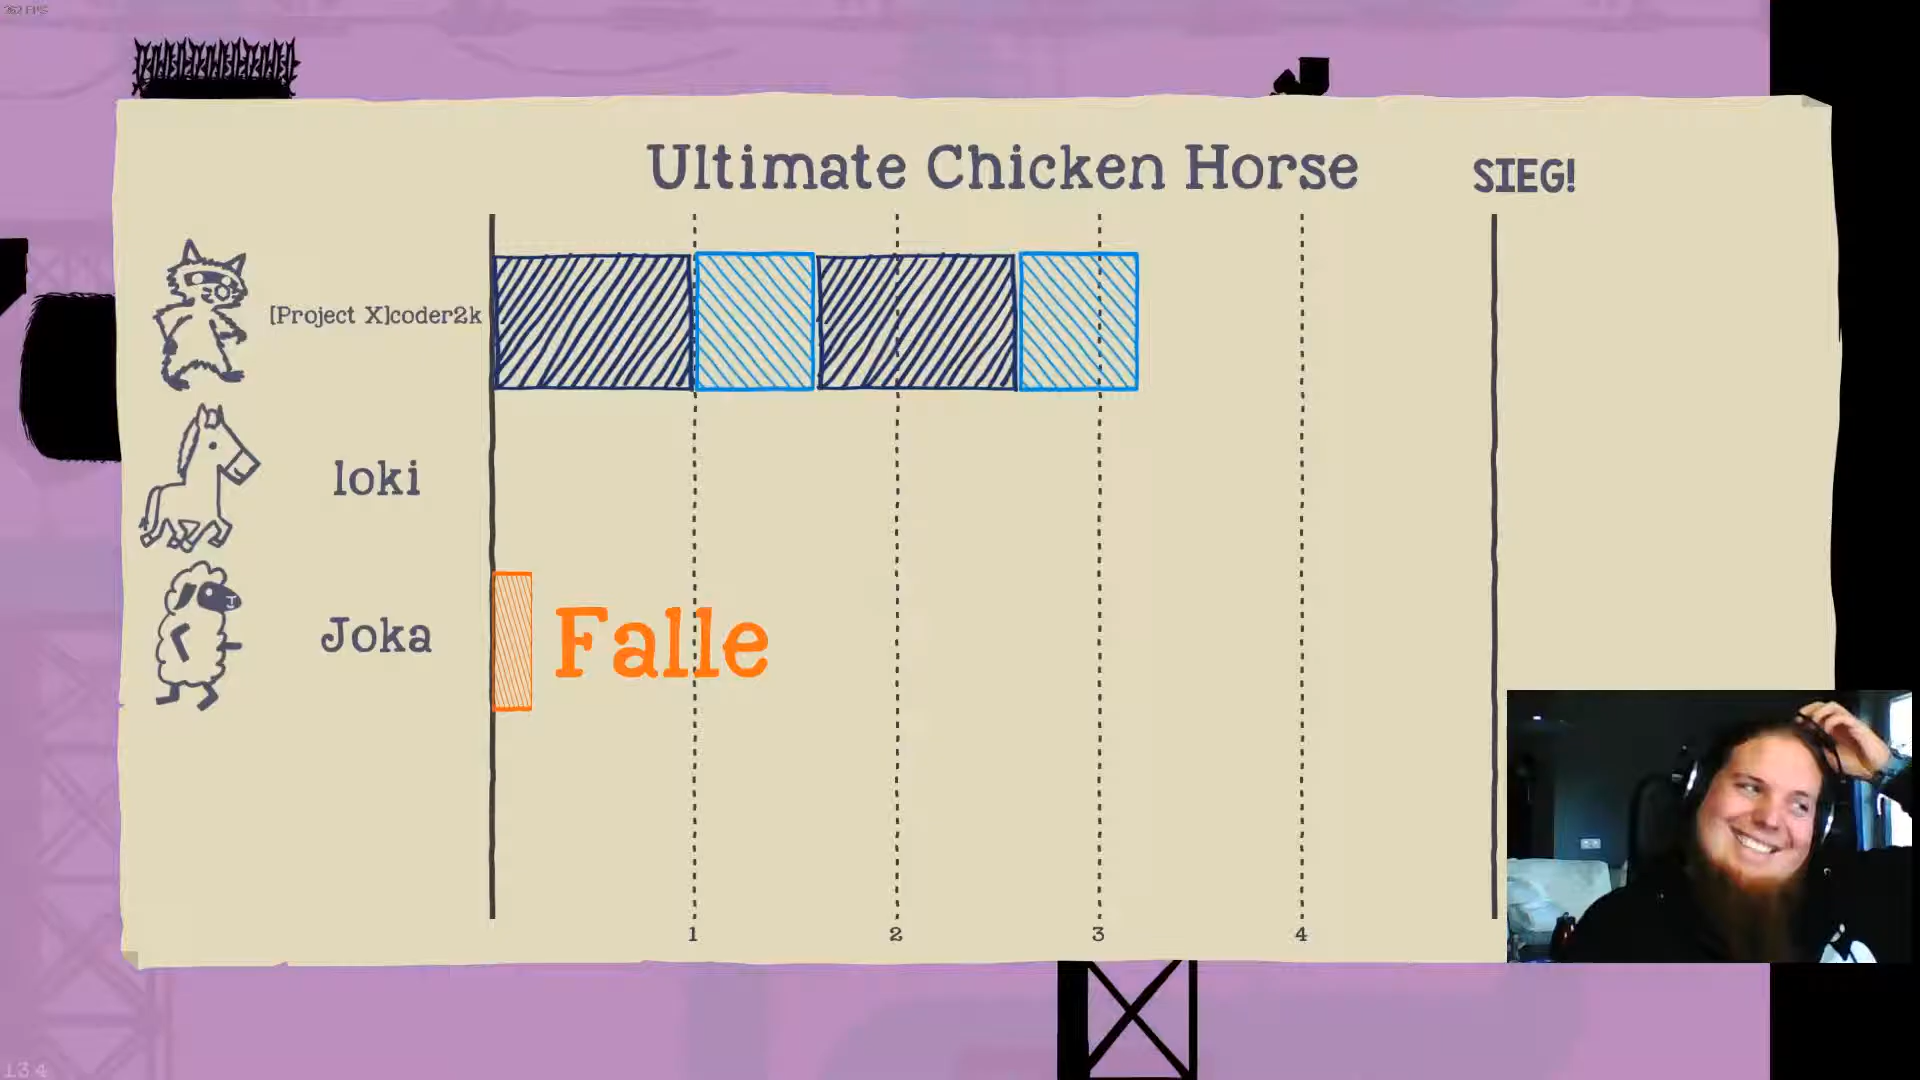 Ultimate Chicken Horse
SIEG!
[Project X]coder2k
loki
Joka
Falle
1
2
3
4